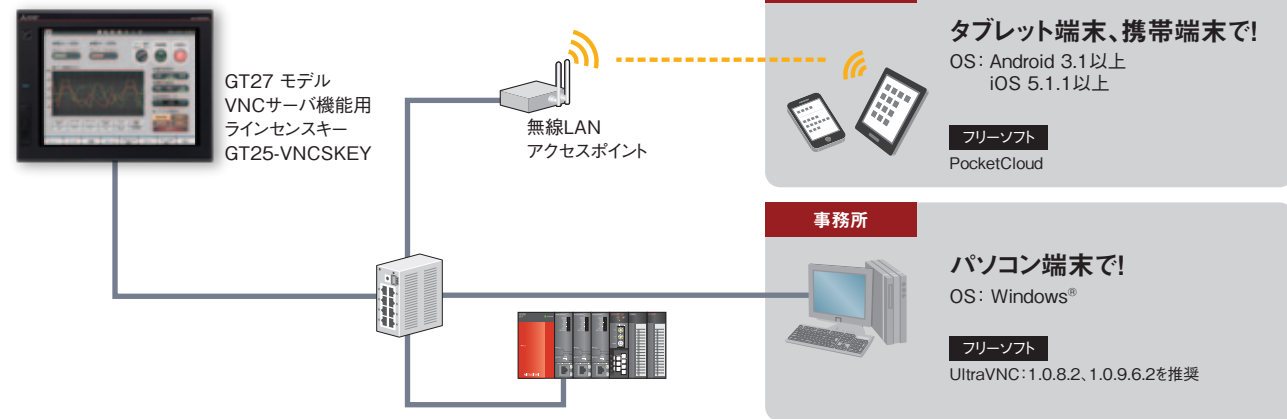 GT27 モデル
VNCサーバ機能用
ラインセンスキー
GT25-VNCSKEY
無線LAN
アクセスポイント
タブレット端末、携帯端末で!
OS：Android 3.1以上
iOS 5.1.1以上
フリーソフト
PocketCloud
事務所
パソコン端末で!
OS：Windows®
フリーソフト
UltraVNC：1.0.8.2、1.0.9.6.2を推奨